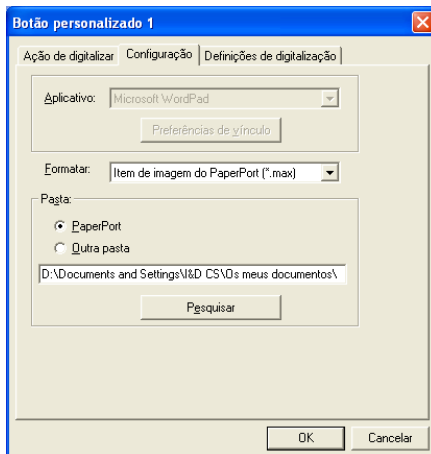 Botão personalizado 1
Ação de digitalizar Configuração Definições de digitalização
Aplicativo: Microsoft WordPad
Preferências de vínculo
Formatar: Item de imagem do PaperPort (*.max)
Pasta:
PaperPort
Outra pasta
D:\Documents and Settings\I&D CS\Os meus documentos\
Pesquisar
OK Cancelar